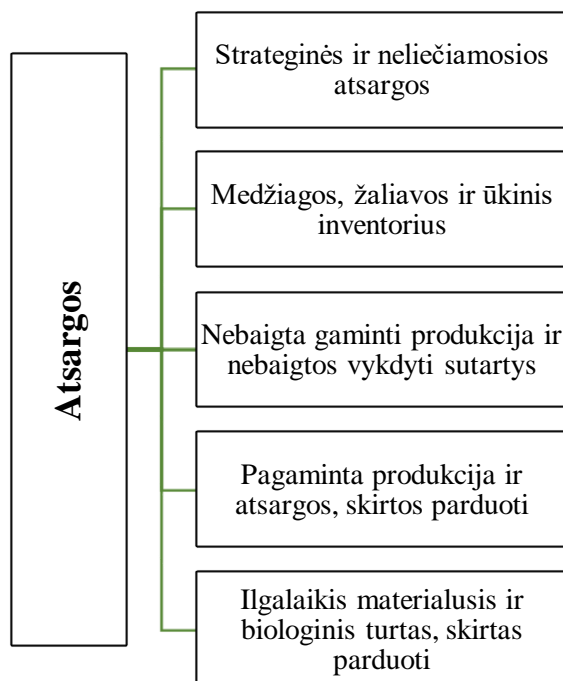 Atsargos
Strateginės ir neliečiamosios
atsargos
Medžiagos, žaliavos ir ūkinis
inventorius
Nebaigta gaminti produkcija ir
nebaigtos vykdyti sutartys
Pagaminta produkcija ir
atsargos, skirtos parduoti
Ilgalaikis materialusis ir
biologinis turtas, skirtas
parduoti